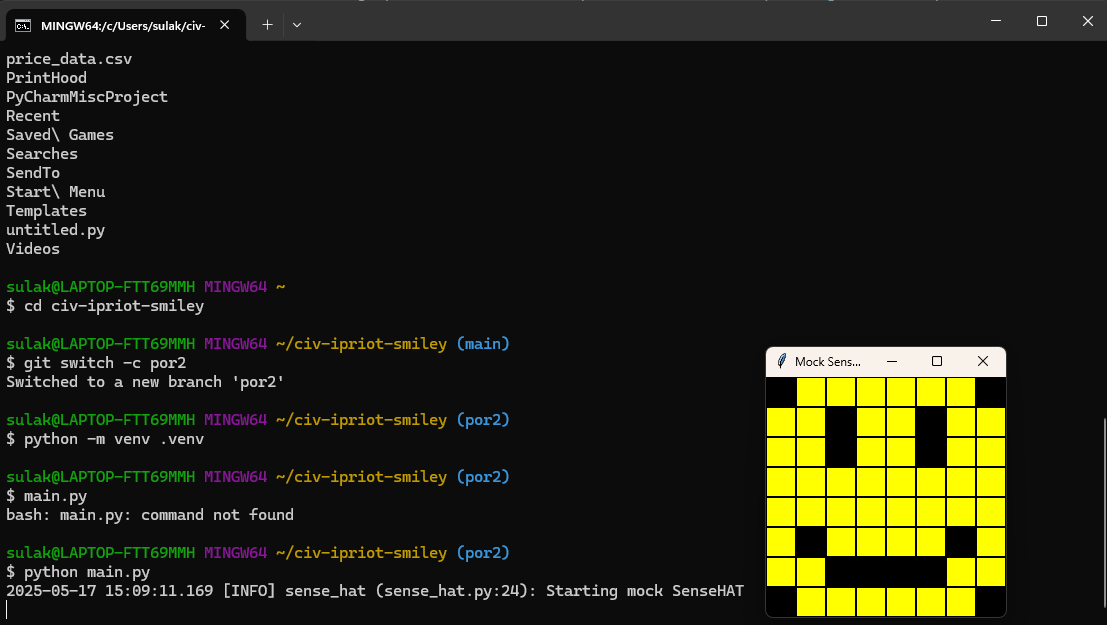 MINGW64:/c/Users/sulak/civ-
price_data.csv
PrintHood
PyCharmMiscProject
Recent
Saved\ Games
Searches
SendTo
Start\ Menu
Templates
untitled.py
Videos
sulak@LAPTOP-FTT69MMH MINGW64 ~
$ cd civ-ipriot-smiley
sulak@LAPTOP-FTT69MMH MINGW64 ~/civ-ipriot-smiley (main)
$ git switch -c por2
Switched to a new branch 'por2'
sulak@LAPTOP-FTT69MMH MINGW64 ~/civ-ipriot-smiley (por2)
$ python -m venv .venv
sulak@LAPTOP-FTT69MMH MINGW64 ~/civ-ipriot-smiley (por2)
$ main.py
bash: main.py: command not found
sulak@LAPTOP-FTT69MMH MINGW64 ~/civ-ipriot-smiley (por2)
$ python main.py
2025-05-17 15:09:11.169 [INFO] sense_hat (sense_hat.py:24): Starting mock SenseHAT
Mock Sens...